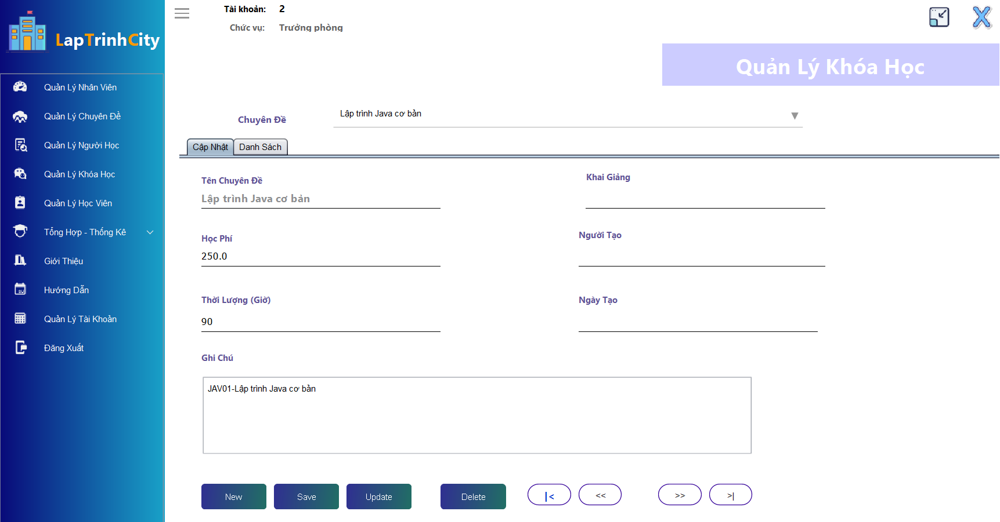 LapTrinhCity
Quản Lý Nhân Viên
Quản Lý Chuyên Đề
Quản Lý Người Học
Quản Lý Khóa Học
Quản Lý Học Viên
Tổng Hợp - Thống Kê
Giới Thiệu
Hướng Dẫn
Quản Lý Tài Khoản
Đăng Xuất
Tài khoản: 2
Chức vụ: Trưởng phòng
Quản Lý Khóa Học
Chuyên Đề Lập trình Java cơ bản ▼
Cập Nhật Danh Sách
Tên Chuyên Đề
Lập trình Java cơ bản
Khai Giảng
Học Phí
250.0
Người Tạo
Thời Lượng (Giờ)
90
Ngày Tạo
Ghi Chú
JAV01-Lập trình Java cơ bản
New Save Update Delete |< << >> >|